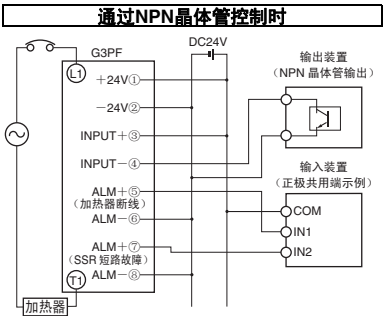 通过NPN晶体管控制时
DC24V
G3PF
L1
+24V①
−24V②
INPUT+③
INPUT−④
ALM+⑤
（加热器断线）
ALM−⑥
ALM+⑦
（SSR 短路故障）
ALM−⑧
T1
加热器
输出装置
（NPN 晶体管输出）
输入装置
（正极共用端示例）
COM
IN1
IN2